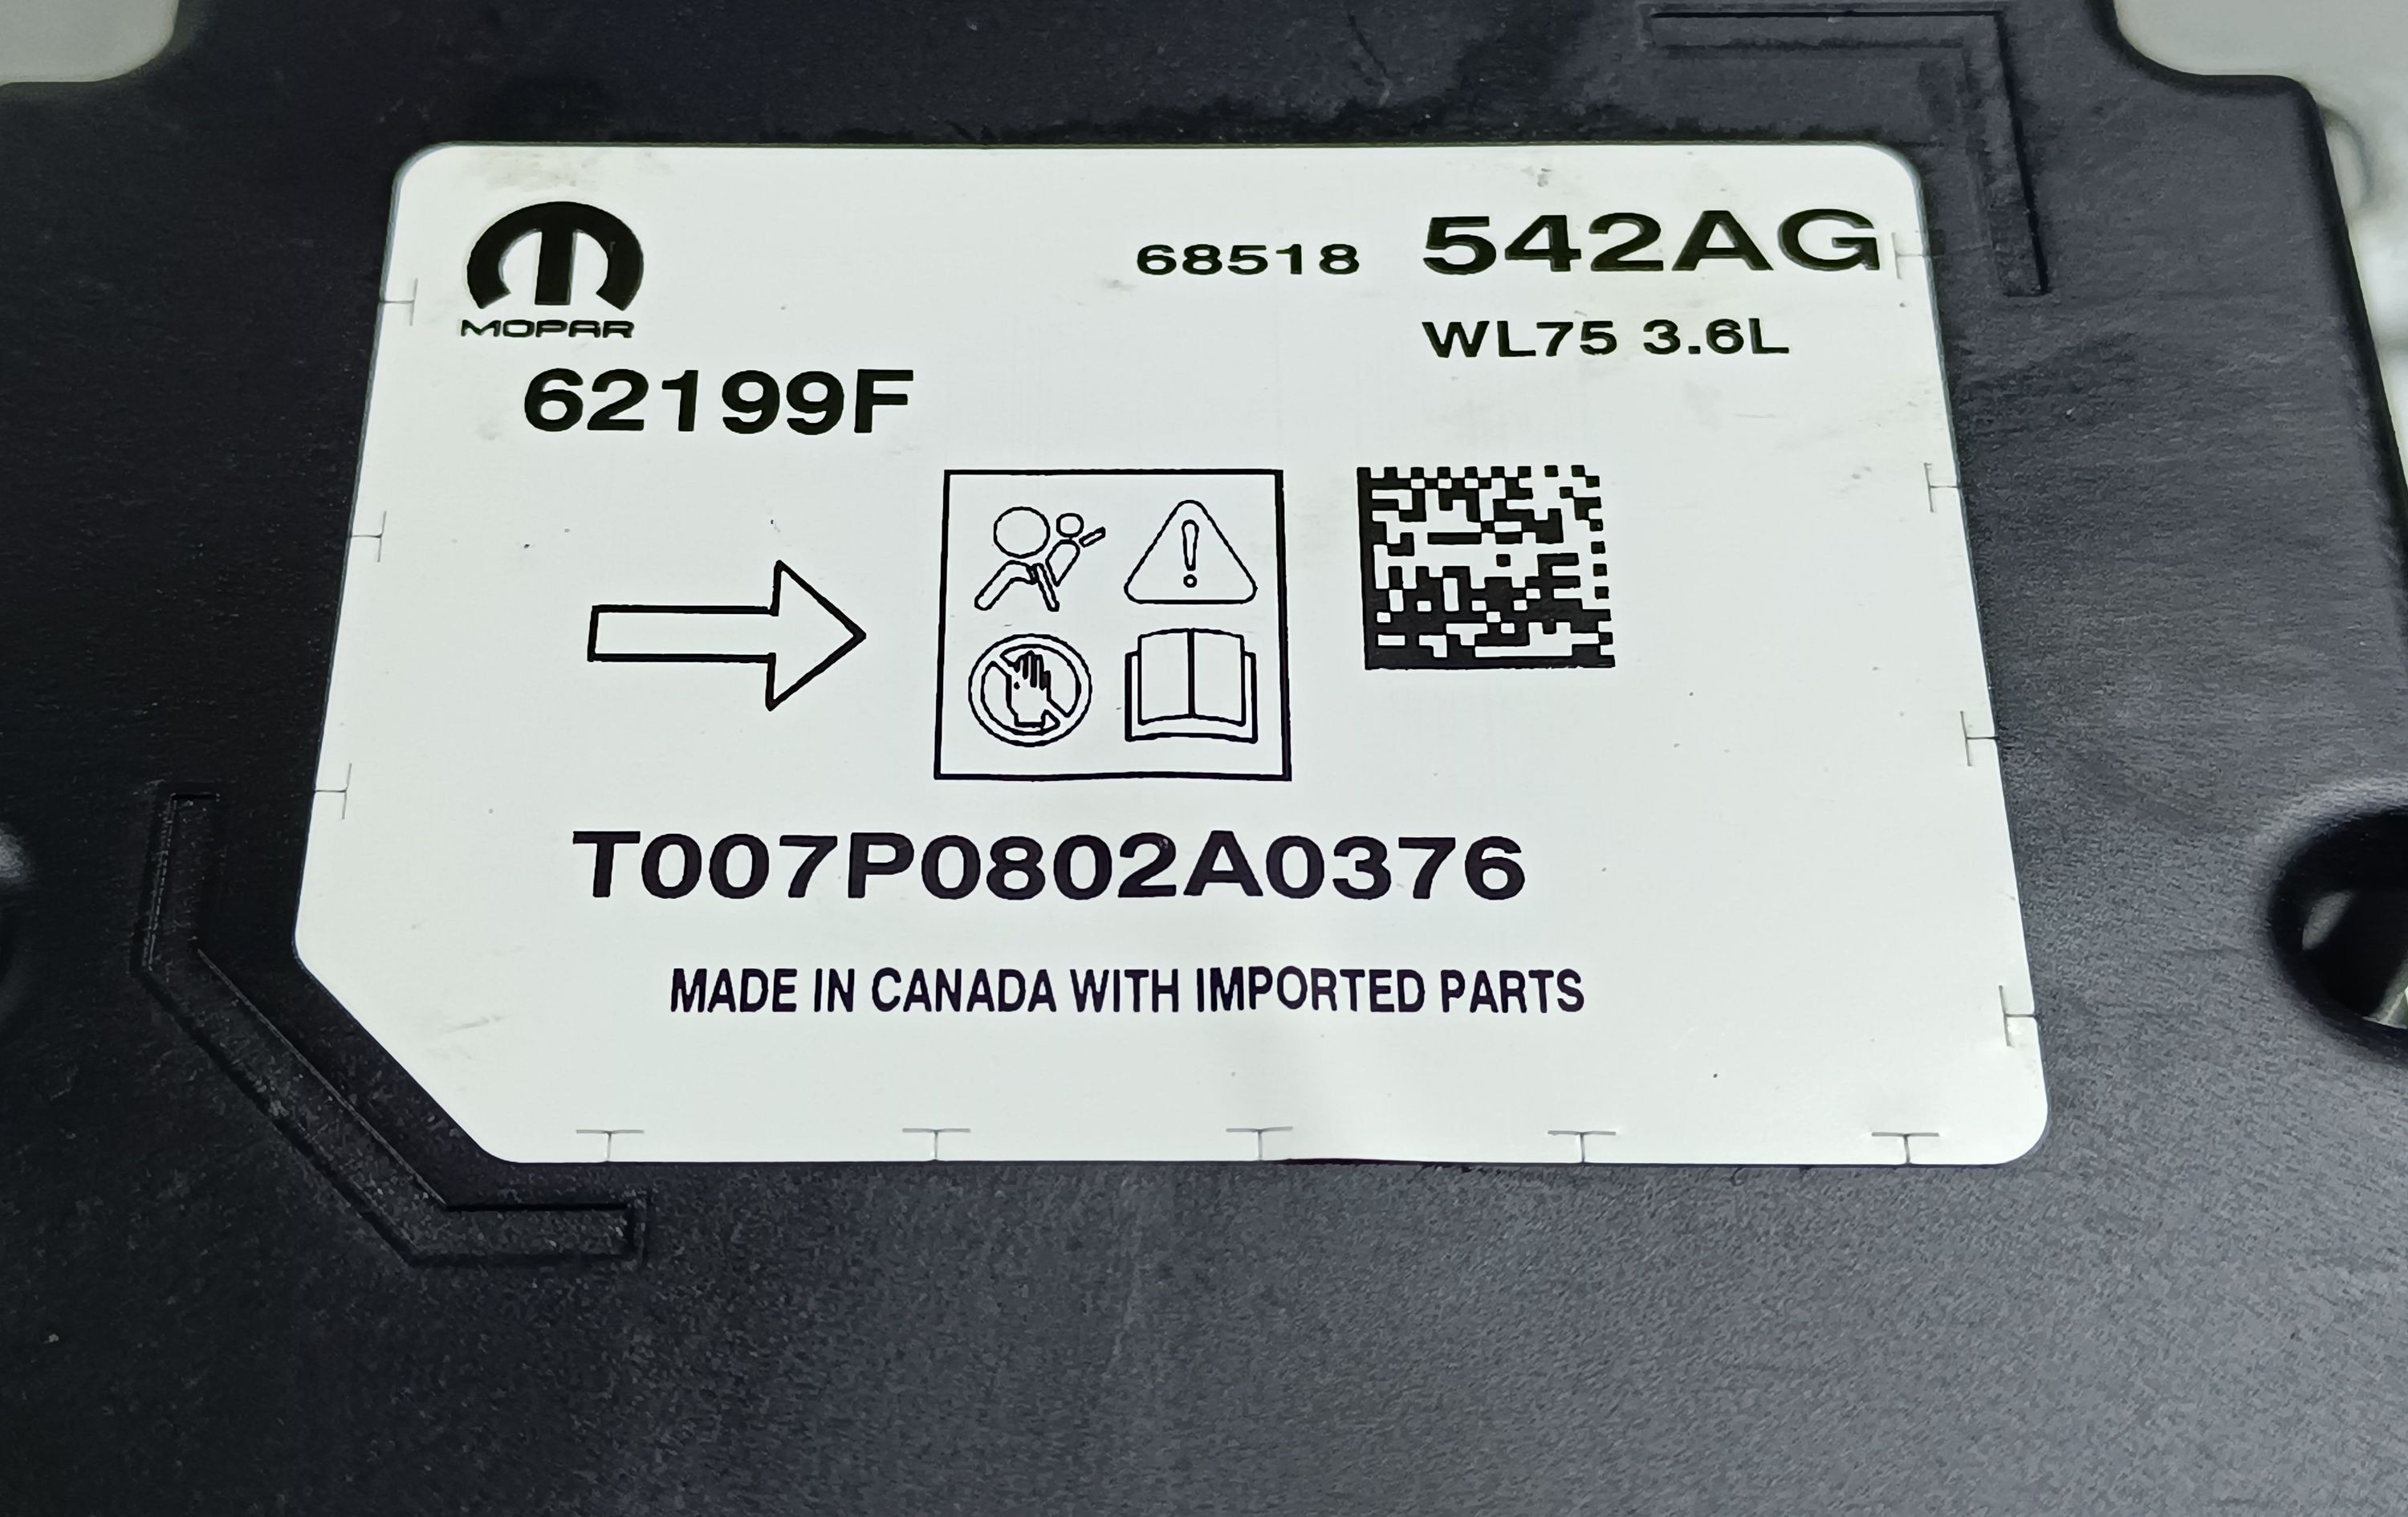 MOPAR
68518 542AG
WL75 3.6L
62199F
T007P0802A0376
MADE IN CANADA WITH IMPORTED PARTS